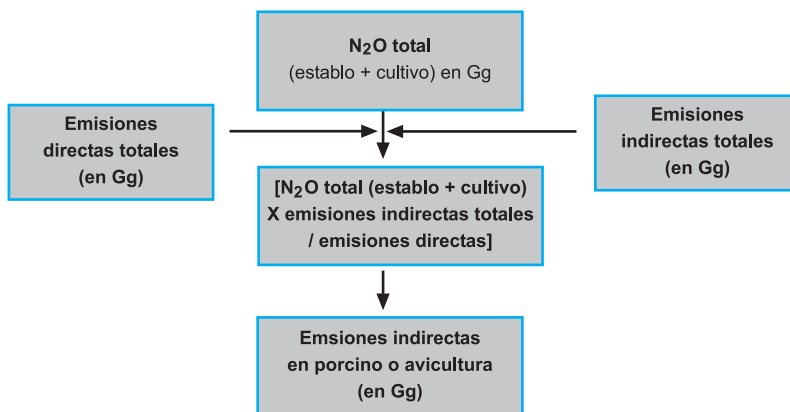 N₂O total
(establo + cultivo) en Gg
Emisiones
directas totales
(en Gg)
Emisiones
indirectas totales
(en Gg)
[N₂O total (establo + cultivo)
X emisiones indirectas totales
/ emisiones directas]
Emsiones indirectas
en porcino o avicultura
(en Gg)